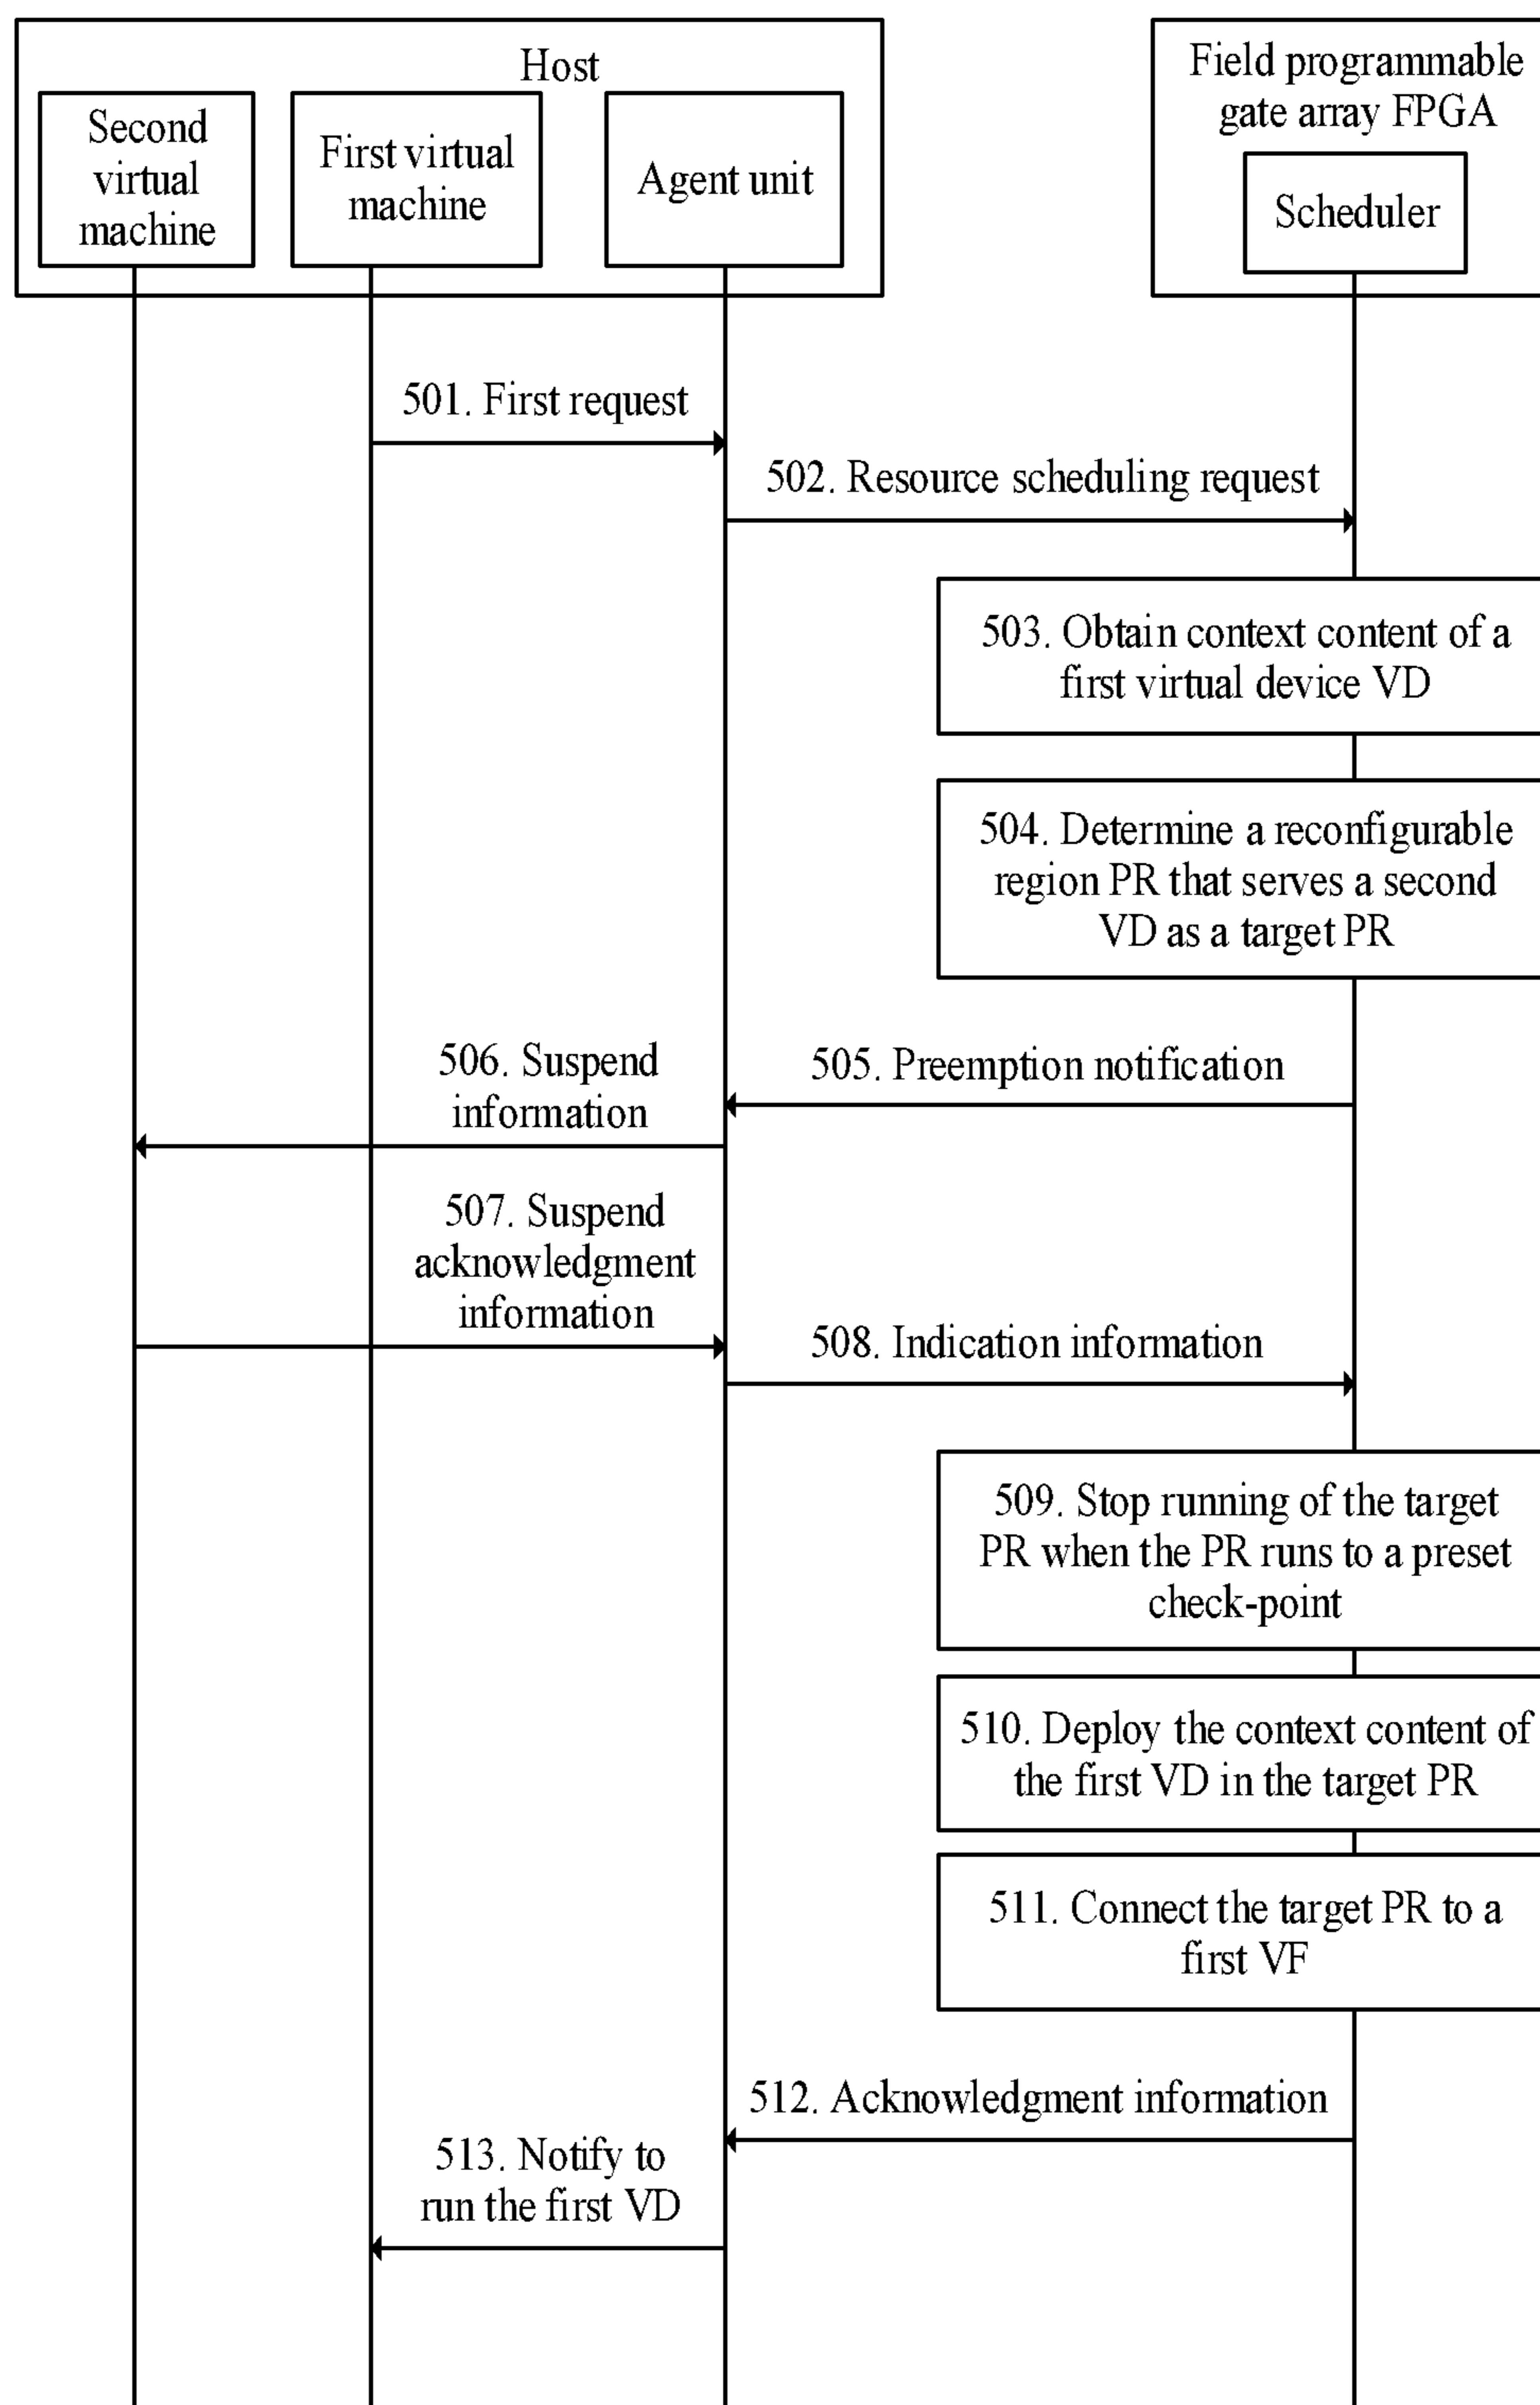 Host
Second
virtual
machine
First virtual
machine
Agent unit
Field programmable
gate array FPGA
Scheduler
501. First request
502. Resource scheduling request
503. Obtain context content of a
first virtual device VD
504. Determine a reconfigurable
region PR that serves a second
VD as a target PR
505. Preemption notification
506. Suspend
information
507. Suspend
acknowledgment
information
508. Indication information
509. Stop running of the target
PR when the PR runs to a preset
check-point
510. Deploy the context content of
the first VD in the target PR
511. Connect the target PR to a
first VF
512. Acknowledgment information
513. Notify to
run the first VD